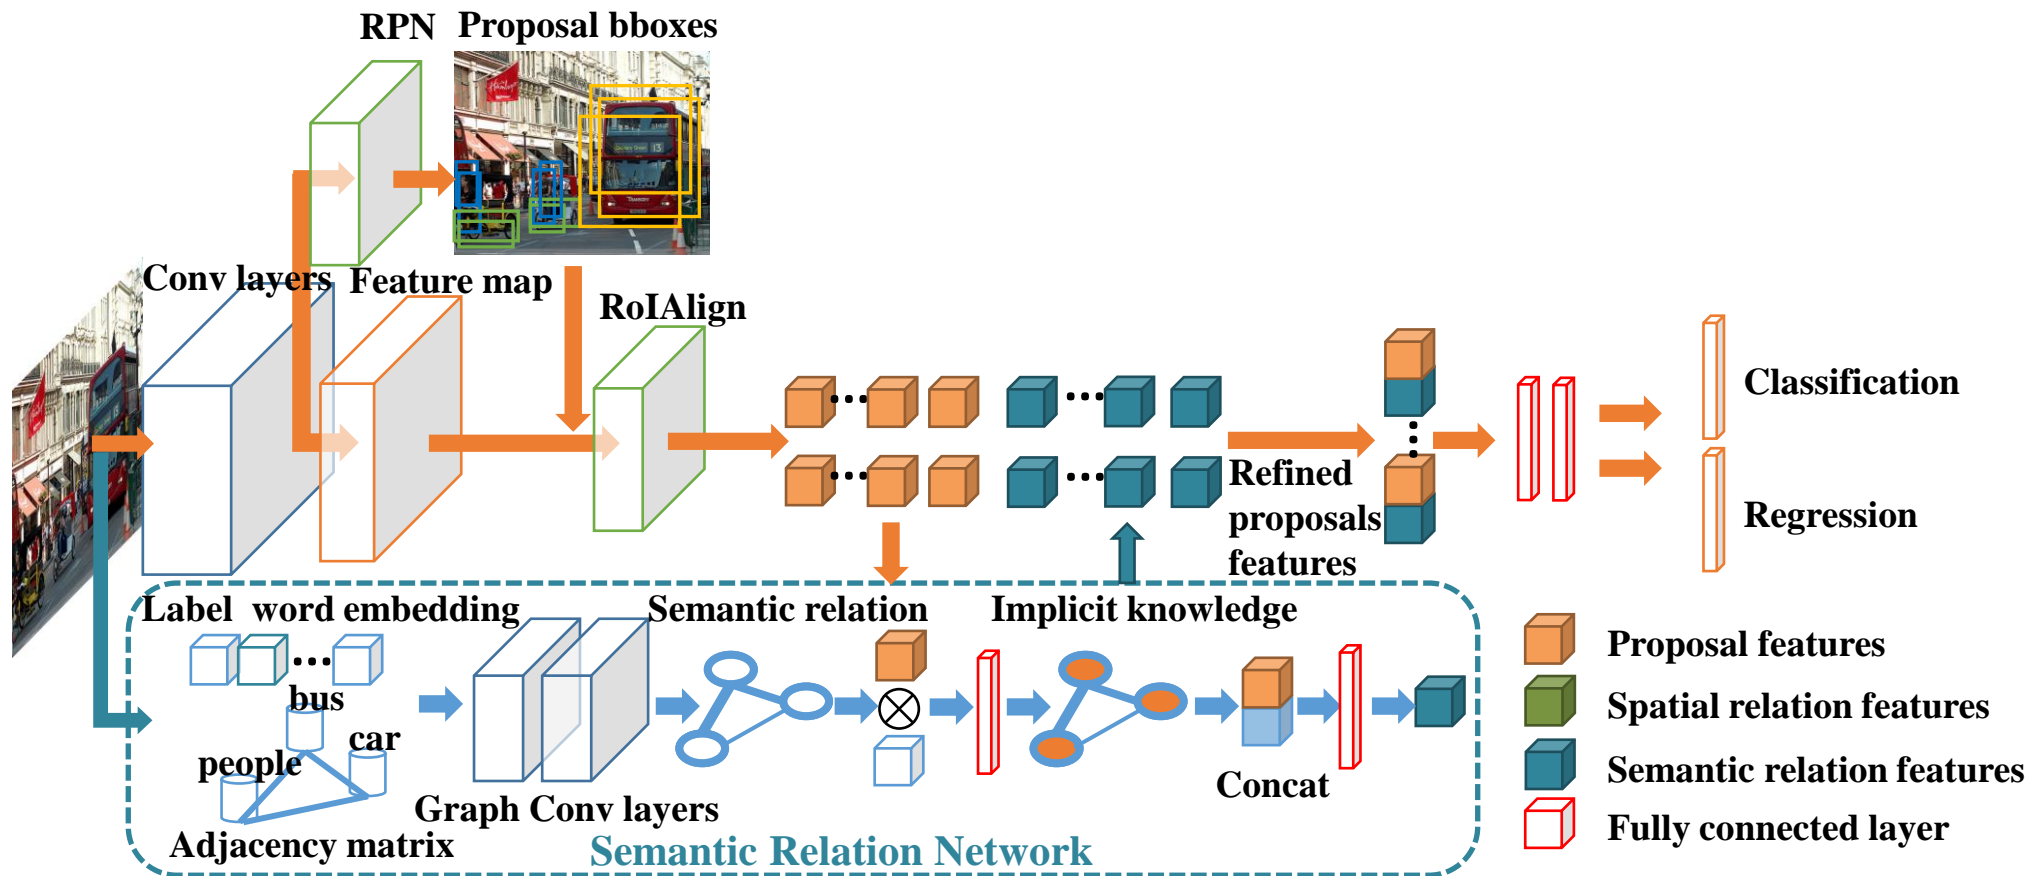 RPN
Proposal bboxes
13
Conv layers
Feature map
RoIAlign
13
Classification
Refined
proposals
features
Regression
Label word embedding
Semantic relation
Implicit knowledge
bus
car
people
Graph Conv layers
Concat
Adjacency matrix
Semantic Relation Network
Proposal features
Spatial relation features
Semantic relation features
Fully connected layer